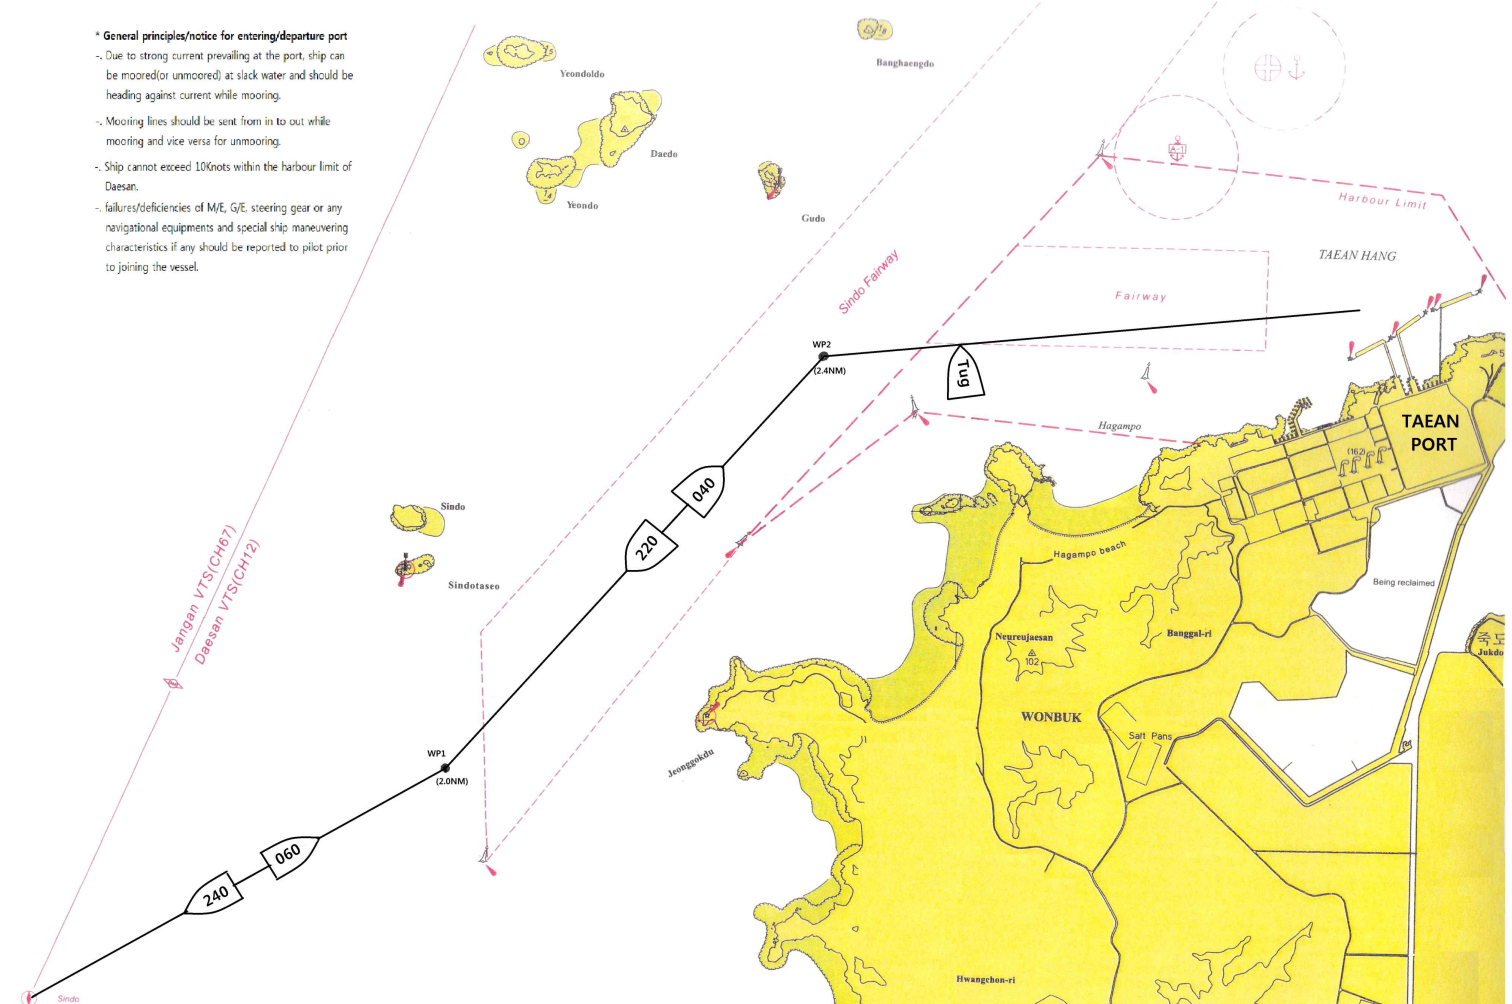 * General principles/notice for entering/departure port
-. Due to strong current prevailing at the port, ship can
be moored(or unmoored) at slack water and should be
heading against current while mooring.
-. Mooring lines should be sent from in to out while
mooring and vice versa for unmooring.
-. Ship cannot exceed 10Knots within the harbour limit of
Daesan.
-. failures/deficiencies of M/E, G/E, steering gear or any
navigational equipments and special ship maneuvering
characteristics if any should be reported to pilot prior
to joining the vessel.
Yeondoldo
Banghaengdo
Daedo
Yeondo
Gudo
A-1
Harbour Limit
TAEAN HANG
Sindo Fairway
Fairway
WP2
(2.4NM)
Tug
Hagampo
TAEAN
PORT
(162)
040
220
Sindo
Sindotaseo
Jangan VTS(CH67)
Daesan VTS(CH12)
Hagampo beach
Being reclaimed
Neureujaesan
102
Banggal-ri
죽도
Jukdo
WONBUK
Salt Pans
Jeonggokdu
WP1
(2.0NM)
060
240
Hwangchon-ri
Sindo